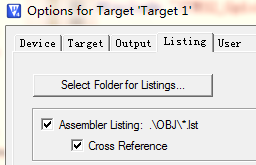 Options for Target 'Target 1'
Device Target Output Listing User
Select Folder for Listings...
Assembler Listing: .\OBJ\*.lst
Cross Reference